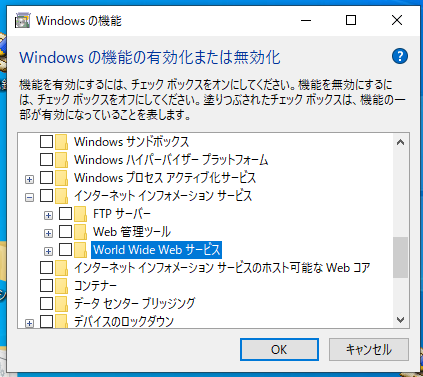 Windows の機能
Windows の機能の有効化または無効化
機能を有効にするには、チェック ボックスをオンにしてください。機能を無効にするに
は、チェック ボックスをオフにしてください。塗りつぶされたチェック ボックスは、機能の一
部が有効になっていることを表します。
Windows サンドボックス
Windows ハイパーバイザー プラットフォーム
Windows プロセス アクティブ化サービス
インターネット インフォメーション サービス
FTP サーバー
Web 管理ツール
World Wide Web サービス
インターネット インフォメーション サービスのホスト可能な Web コア
コンテナー
データ センター ブリッジング
デバイスのロックダウン
OK
キャンセル